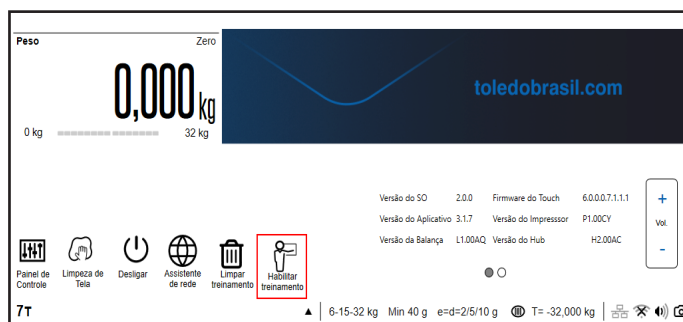 Peso Zero
0,000 kg
0 kg 32 kg
toledobrasil.com
Versão do SO 2.0.0 Firmware do Touch 6.0.0.0.7.1.1.1
Versão do Aplicativo 3.1.7 Versão do Impresssor P1.00CY
Versão da Balança L1.00AQ Versão do Hub H2.00AC
+
Vol.
-
Painel de Controle
Limpeza de Tela
Desligar
Assistente de rede
Limpar treinamento
Habilitar treinamento
7T ▲ 6-15-32 kg Min 40 g e=d=2/5/10 g III T= -32,000 kg